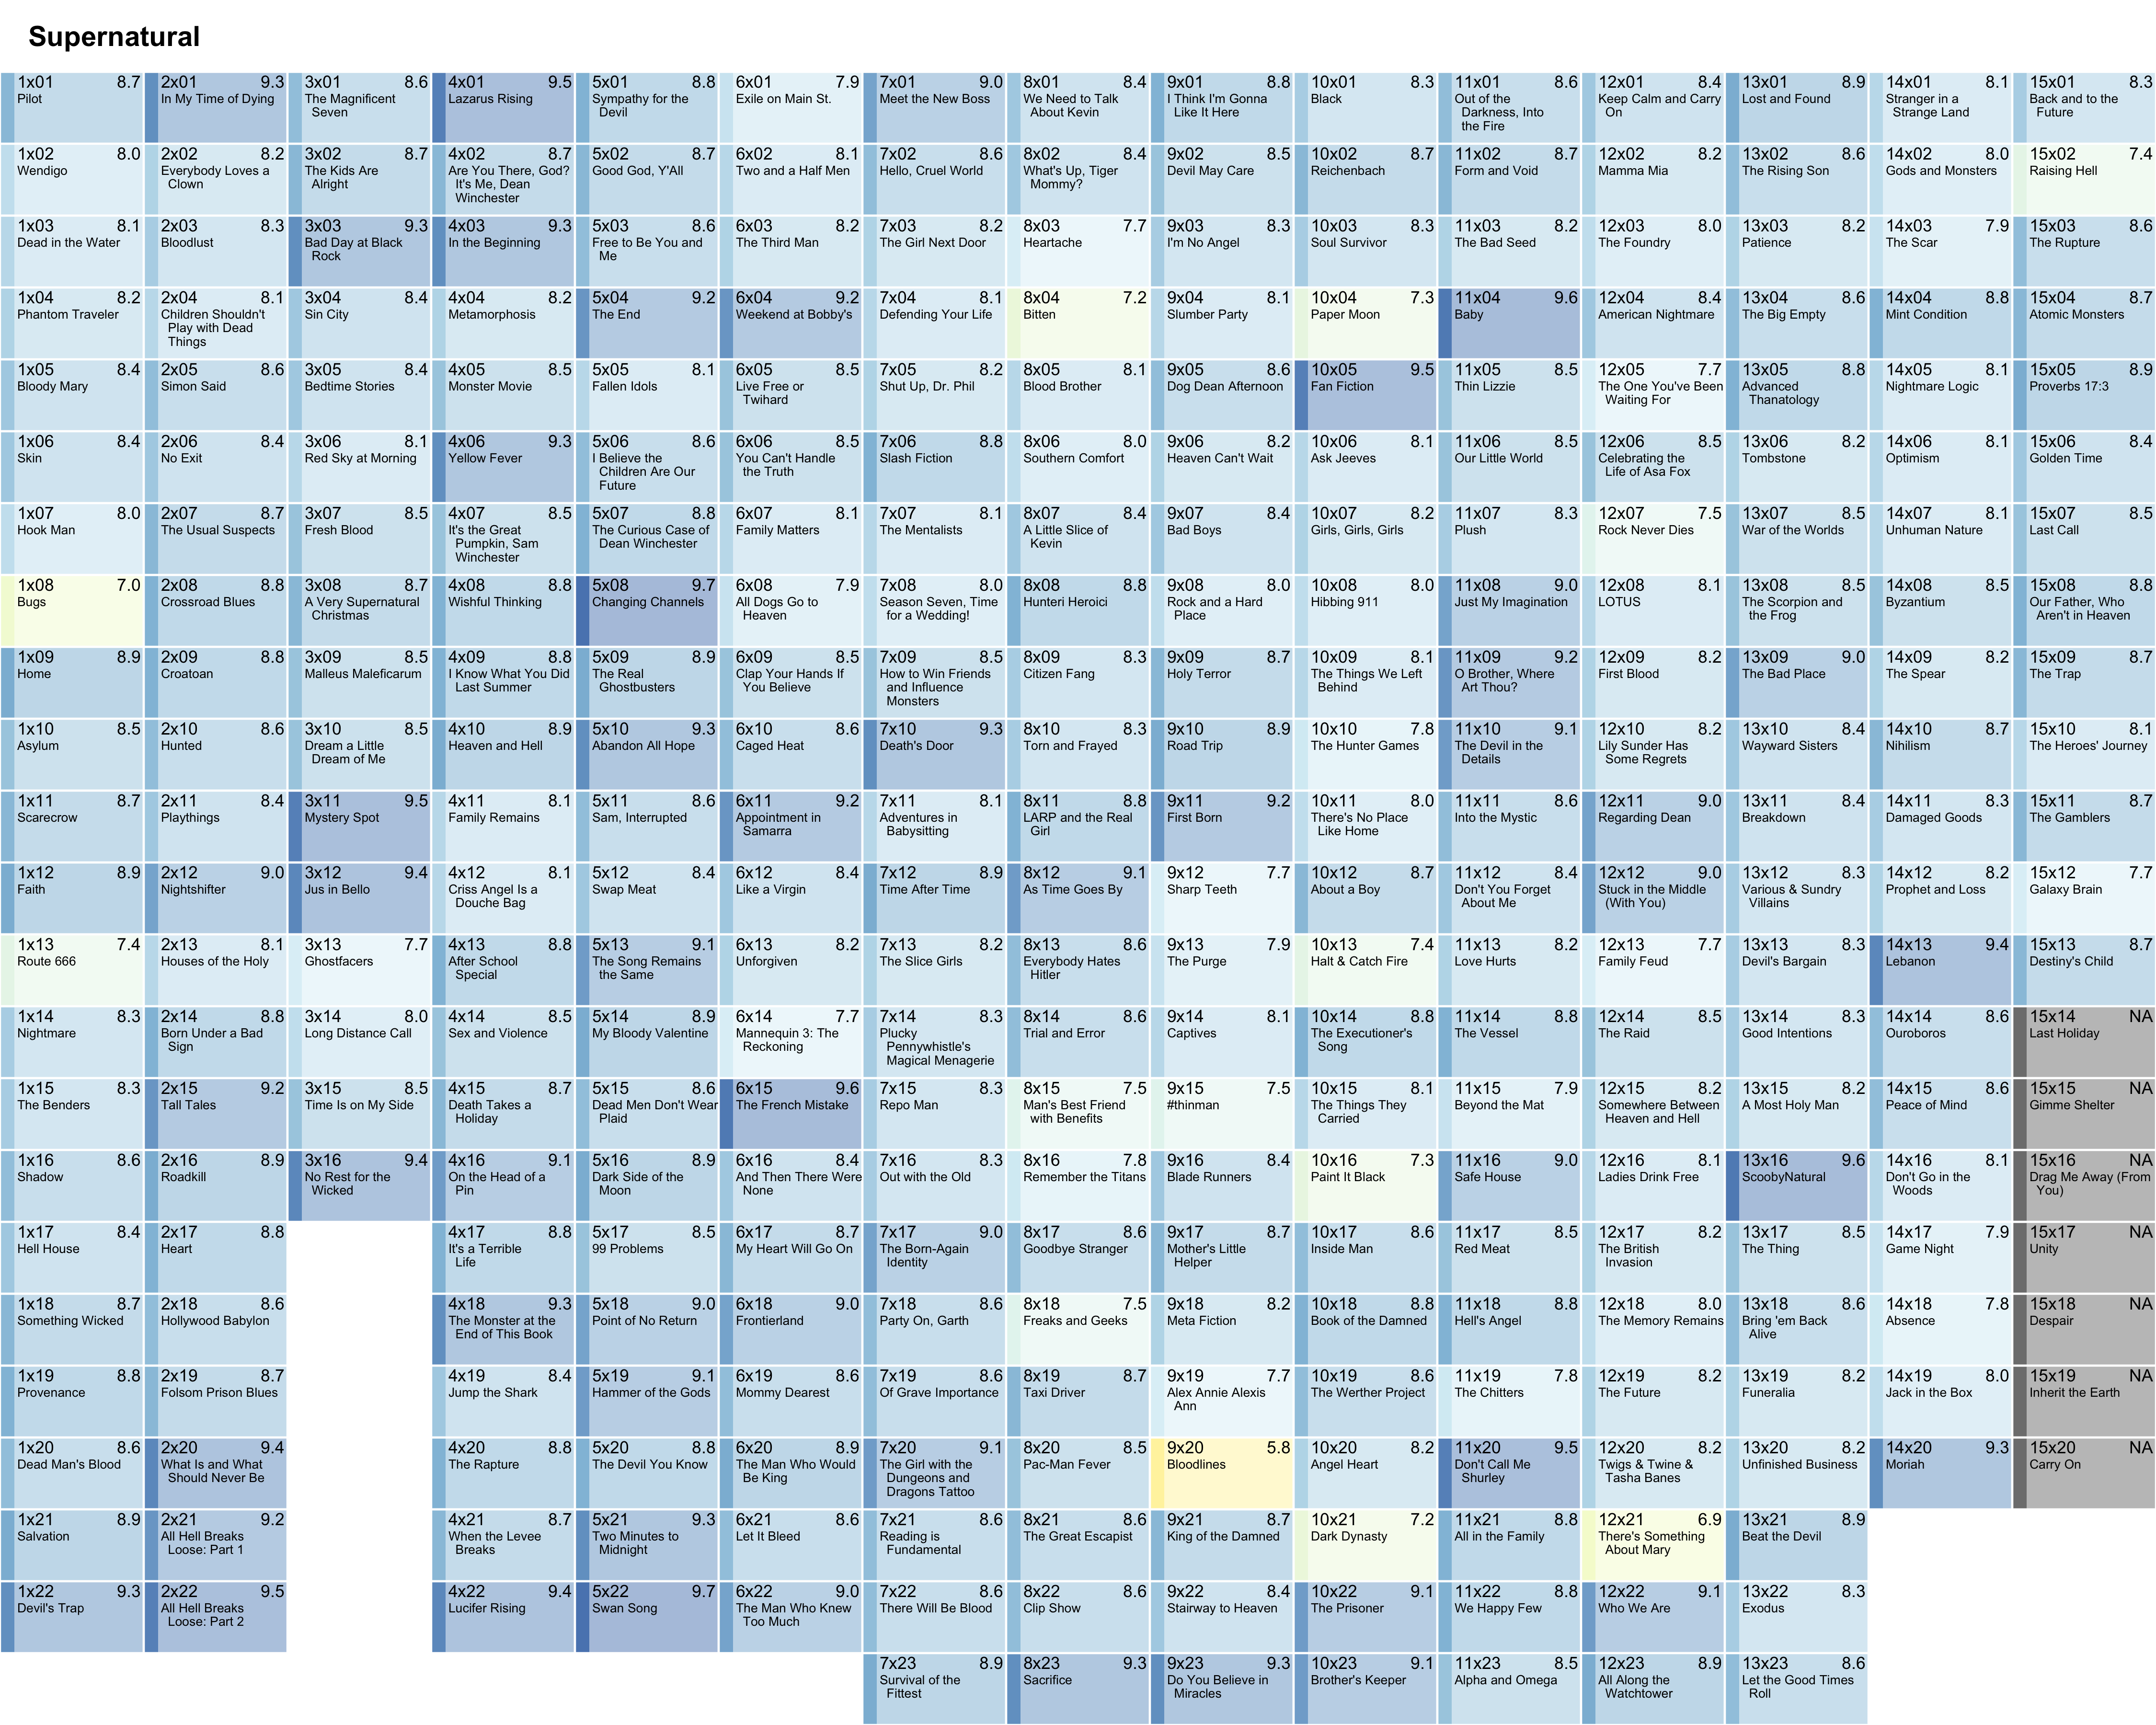 Supernatural
1x01 8.7
Pilot
1x02 8.0
Wendigo
1x03 8.1
Dead in the Water
1x04 8.2
Phantom Traveler
1x05 8.4
Bloody Mary
1x06 8.4
Skin
1x07 8.0
Hook Man
1x08 7.0
Bugs
1x09 8.9
Home
1x10 8.5
Asylum
1x11 8.7
Scarecrow
1x12 8.9
Faith
1x13 7.4
Route 666
1x14 8.3
Nightmare
1x15 8.3
The Benders
1x16 8.6
Shadow
1x17 8.4
Hell House
1x18 8.7
Something Wicked
1x19 8.8
Provenance
1x20 8.6
Dead Man's Blood
1x21 8.9
Salvation
1x22 9.3
Devil's Trap
2x01 9.3
In My Time of Dying
2x02 8.2
Everybody Loves a
Clown
2x03 8.3
Bloodlust
2x04 8.1
Children Shouldn't
Play with Dead
Things
2x05 8.6
Simon Said
2x06 8.4
No Exit
2x07 8.7
The Usual Suspects
2x08 8.8
Crossroad Blues
2x09 8.8
Croatoan
2x10 8.6
Hunted
2x11 8.4
Playthings
2x12 9.0
Nightshifter
2x13 8.1
Houses of the Holy
2x14 8.8
Born Under a Bad
Sign
2x15 9.2
Tall Tales
2x16 8.9
Roadkill
2x17 8.8
Heart
2x18 8.6
Hollywood Babylon
2x19 8.7
Folsom Prison Blues
2x20 9.4
What Is and What
Should Never Be
2x21 9.2
All Hell Breaks
Loose: Part 1
2x22 9.5
All Hell Breaks
Loose: Part 2
3x01 8.6
The Magnificent
Seven
3x02 8.7
The Kids Are
Alright
3x03 9.3
Bad Day at Black
Rock
3x04 8.4
Sin City
3x05 8.4
Bedtime Stories
3x06 8.1
Red Sky at Morning
3x07 8.5
Fresh Blood
3x08 8.7
A Very Supernatural
Christmas
3x09 8.5
Malleus Maleficarum
3x10 8.5
Dream a Little
Dream of Me
3x11 9.5
Mystery Spot
3x12 9.4
Jus in Bello
3x13 7.7
Ghostfacers
3x14 8.0
Long Distance Call
3x15 8.5
Time Is on My Side
3x16 9.4
No Rest for the
Wicked
4x01 9.5
Lazarus Rising
4x02 8.7
Are You There, God?
It's Me, Dean
Winchester
4x03 9.3
In the Beginning
4x04 8.2
Metamorphosis
4x05 8.5
Monster Movie
4x06 9.3
Yellow Fever
4x07 8.5
It's the Great
Pumpkin, Sam
Winchester
4x08 8.8
Wishful Thinking
4x09 8.8
I Know What You Did
Last Summer
4x10 8.9
Heaven and Hell
4x11 8.1
Family Remains
4x12 8.1
Criss Angel Is a
Douche Bag
4x13 8.8
After School
Special
4x14 8.5
Sex and Violence
4x15 8.7
Death Takes a
Holiday
4x16 9.1
On the Head of a
Pin
4x17 8.8
It's a Terrible
Life
4x18 9.3
The Monster at the
End of This Book
4x19 8.4
Jump the Shark
4x20 8.8
The Rapture
4x21 8.7
When the Levee
Breaks
4x22 9.4
Lucifer Rising
5x01 8.8
Sympathy for the
Devil
5x02 8.7
Good God, Y'All
5x03 8.6
Free to Be You and
Me
5x04 9.2
The End
5x05 8.1
Fallen Idols
5x06 8.6
I Believe the
Children Are Our
Future
5x07 8.8
The Curious Case of
Dean Winchester
5x08 9.7
Changing Channels
5x09 8.9
The Real
Ghostbusters
5x10 9.3
Abandon All Hope
5x11 8.6
Sam, Interrupted
5x12 8.4
Swap Meat
5x13 9.1
The Song Remains
the Same
5x14 8.9
My Bloody Valentine
5x15 8.6
Dead Men Don't Wear
Plaid
5x16 8.9
Dark Side of the
Moon
5x17 8.5
99 Problems
5x18 9.0
Point of No Return
5x19 9.1
Hammer of the Gods
5x20 8.8
The Devil You Know
5x21 9.3
Two Minutes to
Midnight
5x22 9.7
Swan Song
6x01 7.9
Exile on Main St.
6x02 8.1
Two and a Half Men
6x03 8.2
The Third Man
6x04 9.2
Weekend at Bobby's
6x05 8.5
Live Free or
Twihard
6x06 8.5
You Can't Handle
the Truth
6x07 8.1
Family Matters
6x08 7.9
All Dogs Go to
Heaven
6x09 8.5
Clap Your Hands If
You Believe
6x10 8.6
Caged Heat
6x11 9.2
Appointment in
Samarra
6x12 8.4
Like a Virgin
6x13 8.2
Unforgiven
6x14 7.7
Mannequin 3: The
Reckoning
6x15 9.6
The French Mistake
6x16 8.4
And Then There Were
None
6x17 8.7
My Heart Will Go On
6x18 9.0
Frontierland
6x19 8.6
Mommy Dearest
6x20 8.9
The Man Who Would
Be King
6x21 8.6
Let It Bleed
6x22 9.0
The Man Who Knew
Too Much
7x01 9.0
Meet the New Boss
7x02 8.6
Hello, Cruel World
7x03 8.2
The Girl Next Door
7x04 8.1
Defending Your Life
7x05 8.2
Shut Up, Dr. Phil
7x06 8.8
Slash Fiction
7x07 8.1
The Mentalists
7x08 8.0
Season Seven, Time
for a Wedding!
7x09 8.5
How to Win Friends
and Influence
Monsters
7x10 9.3
Death's Door
7x11 8.1
Adventures in
Babysitting
7x12 8.9
Time After Time
7x13 8.2
The Slice Girls
7x14 8.3
Plucky
Pennywhistle's
Magical Menagerie
7x15 8.3
Repo Man
7x16 8.3
Out with the Old
7x17 9.0
The Born-Again
Identity
7x18 8.6
Party On, Garth
7x19 8.6
Of Grave Importance
7x20 9.1
The Girl with the
Dungeons and
Dragons Tattoo
7x21 8.6
Reading is
Fundamental
7x22 8.6
There Will Be Blood
7x23 8.9
Survival of the
Fittest
8x01 8.4
We Need to Talk
About Kevin
8x02 8.4
What's Up, Tiger
Mommy?
8x03 7.7
Heartache
8x04 7.2
Bitten
8x05 8.1
Blood Brother
8x06 8.0
Southern Comfort
8x07 8.4
A Little Slice of
Kevin
8x08 8.8
Hunteri Heroici
8x09 8.3
Citizen Fang
8x10 8.3
Torn and Frayed
8x11 8.8
LARP and the Real
Girl
8x12 9.1
As Time Goes By
8x13 8.6
Everybody Hates
Hitler
8x14 8.6
Trial and Error
8x15 7.5
Man's Best Friend
with Benefits
8x16 7.8
Remember the Titans
8x17 8.6
Goodbye Stranger
8x18 7.5
Freaks and Geeks
8x19 8.7
Taxi Driver
8x20 8.5
Pac-Man Fever
8x21 8.6
The Great Escapist
8x22 8.6
Clip Show
8x23 9.3
Sacrifice
9x01 8.8
I Think I'm Gonna
Like It Here
9x02 8.5
Devil May Care
9x03 8.3
I'm No Angel
9x04 8.1
Slumber Party
9x05 8.6
Dog Dean Afternoon
9x06 8.2
Heaven Can't Wait
9x07 8.4
Bad Boys
9x08 8.0
Rock and a Hard
Place
9x09 8.7
Holy Terror
9x10 8.9
Road Trip
9x11 9.2
First Born
9x12 7.7
Sharp Teeth
9x13 7.9
The Purge
9x14 8.1
Captives
9x15 7.5
#thinman
9x16 8.4
Blade Runners
9x17 8.7
Mother's Little
Helper
9x18 8.2
Meta Fiction
9x19 7.7
Alex Annie Alexis
Ann
9x20 5.8
Bloodlines
9x21 8.7
King of the Damned
9x22 8.4
Stairway to Heaven
9x23 9.3
Do You Believe in
Miracles
10x01 8.3
Black
10x02 8.7
Reichenbach
10x03 8.3
Soul Survivor
10x04 7.3
Paper Moon
10x05 9.5
Fan Fiction
10x06 8.1
Ask Jeeves
10x07 8.2
Girls, Girls, Girls
10x08 8.0
Hibbing 911
10x09 8.1
The Things We Left
Behind
10x10 7.8
The Hunter Games
10x11 8.0
There's No Place
Like Home
10x12 8.7
About a Boy
10x13 7.4
Halt & Catch Fire
10x14 8.8
The Executioner's
Song
10x15 8.1
The Things They
Carried
10x16 7.3
Paint It Black
10x17 8.6
Inside Man
10x18 8.8
Book of the Damned
10x19 8.6
The Werther Project
10x20 8.2
Angel Heart
10x21 7.2
Dark Dynasty
10x22 9.1
The Prisoner
10x23 9.1
Brother's Keeper
11x01 8.6
Out of the
Darkness, Into
the Fire
11x02 8.7
Form and Void
11x03 8.2
The Bad Seed
11x04 9.6
Baby
11x05 8.5
Thin Lizzie
11x06 8.5
Our Little World
11x07 8.3
Plush
11x08 9.0
Just My Imagination
11x09 9.2
O Brother, Where
Art Thou?
11x10 9.1
The Devil in the
Details
11x11 8.6
Into the Mystic
11x12 8.4
Don't You Forget
About Me
11x13 8.2
Love Hurts
11x14 8.8
The Vessel
11x15 7.9
Beyond the Mat
11x16 9.0
Safe House
11x17 8.5
Red Meat
11x18 8.8
Hell's Angel
11x19 7.8
The Chitters
11x20 9.5
Don't Call Me
Shurley
11x21 8.8
All in the Family
11x22 8.8
We Happy Few
11x23 8.5
Alpha and Omega
12x01 8.4
Keep Calm and Carry
On
12x02 8.2
Mamma Mia
12x03 8.0
The Foundry
12x04 8.4
American Nightmare
12x05 7.7
The One You've Been
Waiting For
12x06 8.5
Celebrating the
Life of Asa Fox
12x07 7.5
Rock Never Dies
12x08 8.1
LOTUS
12x09 8.2
First Blood
12x10 8.2
Lily Sunder Has
Some Regrets
12x11 9.0
Regarding Dean
12x12 9.0
Stuck in the Middle
(With You)
12x13 7.7
Family Feud
12x14 8.5
The Raid
12x15 8.2
Somewhere Between
Heaven and Hell
12x16 8.1
Ladies Drink Free
12x17 8.2
The British
Invasion
12x18 8.0
The Memory Remains
12x19 8.2
The Future
12x20 8.2
Twigs & Twine &
Tasha Banes
12x21 6.9
There's Something
About Mary
12x22 9.1
Who We Are
12x23 8.9
All Along the
Watchtower
13x01 8.9
Lost and Found
13x02 8.6
The Rising Son
13x03 8.2
Patience
13x04 8.6
The Big Empty
13x05 8.8
Advanced
Thanatology
13x06 8.2
Tombstone
13x07 8.5
War of the Worlds
13x08 8.5
The Scorpion and
the Frog
13x09 9.0
The Bad Place
13x10 8.4
Wayward Sisters
13x11 8.4
Breakdown
13x12 8.3
Various & Sundry
Villains
13x13 8.3
Devil's Bargain
13x14 8.3
Good Intentions
13x15 8.2
A Most Holy Man
13x16 9.6
ScoobyNatural
13x17 8.5
The Thing
13x18 8.6
Bring 'em Back
Alive
13x19 8.2
Funeralia
13x20 8.2
Unfinished Business
13x21 8.9
Beat the Devil
13x22 8.3
Exodus
13x23 8.6
Let the Good Times
Roll
14x01 8.1
Stranger in a
Strange Land
14x02 8.0
Gods and Monsters
14x03 7.9
The Scar
14x04 8.8
Mint Condition
14x05 8.1
Nightmare Logic
14x06 8.1
Optimism
14x07 8.1
Unhuman Nature
14x08 8.5
Byzantium
14x09 8.2
The Spear
14x10 8.7
Nihilism
14x11 8.3
Damaged Goods
14x12 8.2
Prophet and Loss
14x13 9.4
Lebanon
14x14 8.6
Ouroboros
14x15 8.6
Peace of Mind
14x16 8.1
Don't Go in the
Woods
14x17 7.9
Game Night
14x18 7.8
Absence
14x19 8.0
Jack in the Box
14x20 9.3
Moriah
15x01 8.3
Back and to the
Future
15x02 7.4
Raising Hell
15x03 8.6
The Rupture
15x04 8.7
Atomic Monsters
15x05 8.9
Proverbs 17:3
15x06 8.4
Golden Time
15x07 8.5
Last Call
15x08 8.8
Our Father, Who
Aren't in Heaven
15x09 8.7
The Trap
15x10 8.1
The Heroes' Journey
15x11 8.7
The Gamblers
15x12 7.7
Galaxy Brain
15x13 8.7
Destiny's Child
15x14 NA
Last Holiday
15x15 NA
Gimme Shelter
15x16 NA
Drag Me Away (From
You)
15x17 NA
Unity
15x18 NA
Despair
15x19 NA
Inherit the Earth
15x20 NA
Carry On